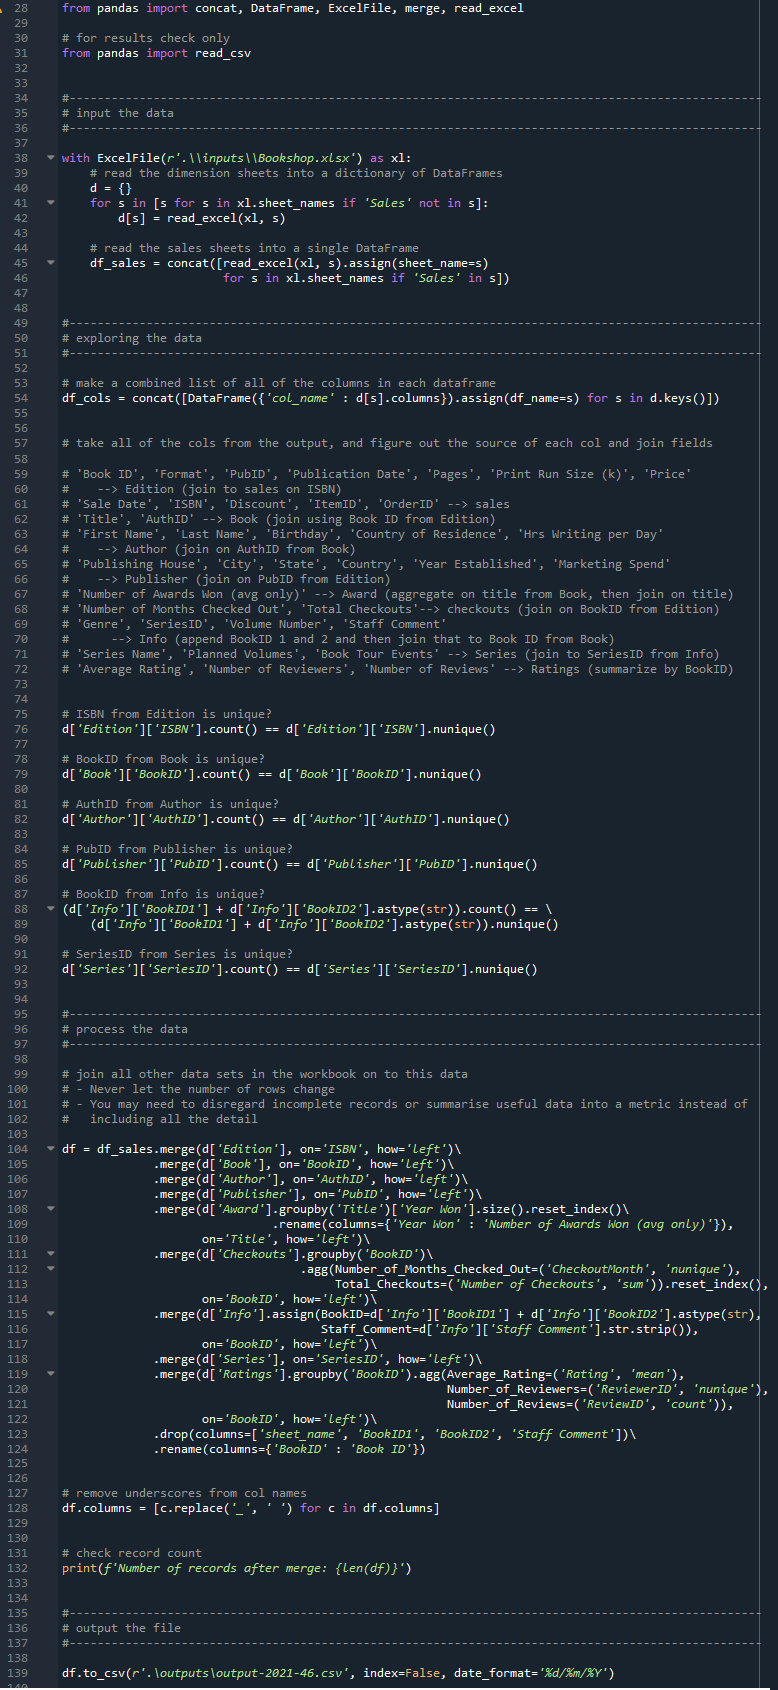 28 from pandas import concat, DataFrame, ExcelFile, merge, read_excel
29
30 # for results check only
31 from pandas import read_csv
32
33
34 #---------------------------------------------------------------------------------------------------
35 # input the data
36 #---------------------------------------------------------------------------------------------------
37
38 with ExcelFile(r'.\\inputs\\Bookshop.xlsx') as xl:
39     # read the dimension sheets into a dictionary of DataFrames
40     d = {}
41     for s in [s for s in xl.sheet_names if 'Sales' not in s]:
42         d[s] = read_excel(xl, s)
43
44     # read the sales sheets into a single DataFrame
45     df_sales = concat([read_excel(xl, s).assign(sheet_name=s)
46                        for s in xl.sheet_names if 'Sales' in s])
47
48
49 #---------------------------------------------------------------------------------------------------
50 # exploring the data
51 #---------------------------------------------------------------------------------------------------
52
53 # make a combined list of all of the columns in each dataframe
54 df_cols = concat([DataFrame({'col_name' : d[s].columns}).assign(df_name=s) for s in d.keys()])
55
56
57 # take all of the cols from the output, and figure out the source of each col and join fields
58
59 # 'Book ID', 'Format', 'PubID', 'Publication Date', 'Pages', 'Print Run Size (k)', 'Price'
60 #    --> Edition (join to sales on ISBN)
61 # 'Sale Date', 'ISBN', 'Discount', 'ItemID', 'OrderID' --> sales
62 # 'Title', 'AuthID' --> Book (join using Book ID from Edition)
63 # 'First Name', 'Last Name', 'Birthday', 'Country of Residence', 'Hrs Writing per Day'
64 #    --> Author (join on AuthID from Book)
65 # 'Publishing House', 'City', 'State', 'Country', 'Year Established', 'Marketing Spend'
66 #    --> Publisher (join on PubID from Edition)
67 # 'Number of Awards Won (avg only)' --> Award (aggregate on title from Book, then join on title)
68 # 'Number of Months Checked Out', 'Total Checkouts'--> checkouts (join on BookID from Edition)
69 # 'Genre', 'SeriesID', 'Volume Number', 'Staff Comment'
70 #      --> Info (append BookID 1 and 2 and then join that to Book ID from Book)
71 # 'Series Name', 'Planned Volumes', 'Book Tour Events' --> Series (join to SeriesID from Info)
72 # 'Average Rating', 'Number of Reviewers', 'Number of Reviews' --> Ratings (summarize by BookID)
73
74
75 # ISBN from Edition is unique?
76 d['Edition']['ISBN'].count() == d['Edition']['ISBN'].nunique()
77
78 # BookID from Book is unique?
79 d['Book']['BookID'].count() == d['Book']['BookID'].nunique()
80
81 # AuthID from Author is unique?
82 d['Author']['AuthID'].count() == d['Author']['AuthID'].nunique()
83
84 # PubID from Publisher is unique?
85 d['Publisher']['PubID'].count() == d['Publisher']['PubID'].nunique()
86
87 # BookID from Info is unique?
88 (d['Info']['BookID1'] + d['Info']['BookID2'].astype(str)).count() == \
89     (d['Info']['BookID1'] + d['Info']['BookID2'].astype(str)).nunique()
90
91 # SeriesID from Series is unique?
92 d['Series']['SeriesID'].count() == d['Series']['SeriesID'].nunique()
93
94
95 #---------------------------------------------------------------------------------------------------
96 # process the data
97 #---------------------------------------------------------------------------------------------------
98
99 # join all other data sets in the workbook on to this data
100 # - Never let the number of rows change
101 # - You may need to disregard incomplete records or summarise useful data into a metric instead of
102 #   including all the detail
103
104 df = df_sales.merge(d['Edition'], on='ISBN', how='left')\
105              .merge(d['Book'], on='BookID', how='left')\
106              .merge(d['Author'], on='AuthID', how='left')\
107              .merge(d['Publisher'], on='PubID', how='left')\
108              .merge(d['Award'].groupby('Title')['Year Won'].size().reset_index()\
109                               .rename(columns={'Year Won' : 'Number of Awards Won (avg only)'}),
110                     on='Title', how='left')\
111              .merge(d['Checkouts'].groupby('BookID')\
112                                   .agg(Number_of_Months_Checked_Out=('CheckoutMonth', 'nunique'),
113                                        Total_Checkouts=('Number of Checkouts', 'sum')).reset_index(),
114                     on='BookID', how='left')\
115              .merge(d['Info'].assign(BookID=d['Info']['BookID1'] + d['Info']['BookID2'].astype(str),
116                                      Staff_Comment=d['Info']['Staff Comment'].str.strip()),
117                     on='BookID', how='left')\
118              .merge(d['Series'], on='SeriesID', how='left')\
119              .merge(d['Ratings'].groupby('BookID').agg(Average_Rating=('Rating', 'mean'),
120                                                        Number_of_Reviewers=('ReviewerID', 'nunique'),
121                                                        Number_of_Reviews=('ReviewID', 'count')),
122                     on='BookID', how='left')\
123              .drop(columns=['sheet_name', 'BookID1', 'BookID2', 'Staff Comment'])\
124              .rename(columns={'BookID' : 'Book ID'})
125
126
127 # remove underscores from col names
128 df.columns = [c.replace('_', ' ') for c in df.columns]
129
130
131 # check record count
132 print(f'Number of records after merge: {len(df)}')
133
134
135 #---------------------------------------------------------------------------------------------------
136 # output the file
137 #---------------------------------------------------------------------------------------------------
138
139 df.to_csv(r'.\outputs\output-2021-46.csv', index=False, date_format='%d/%m/%Y')